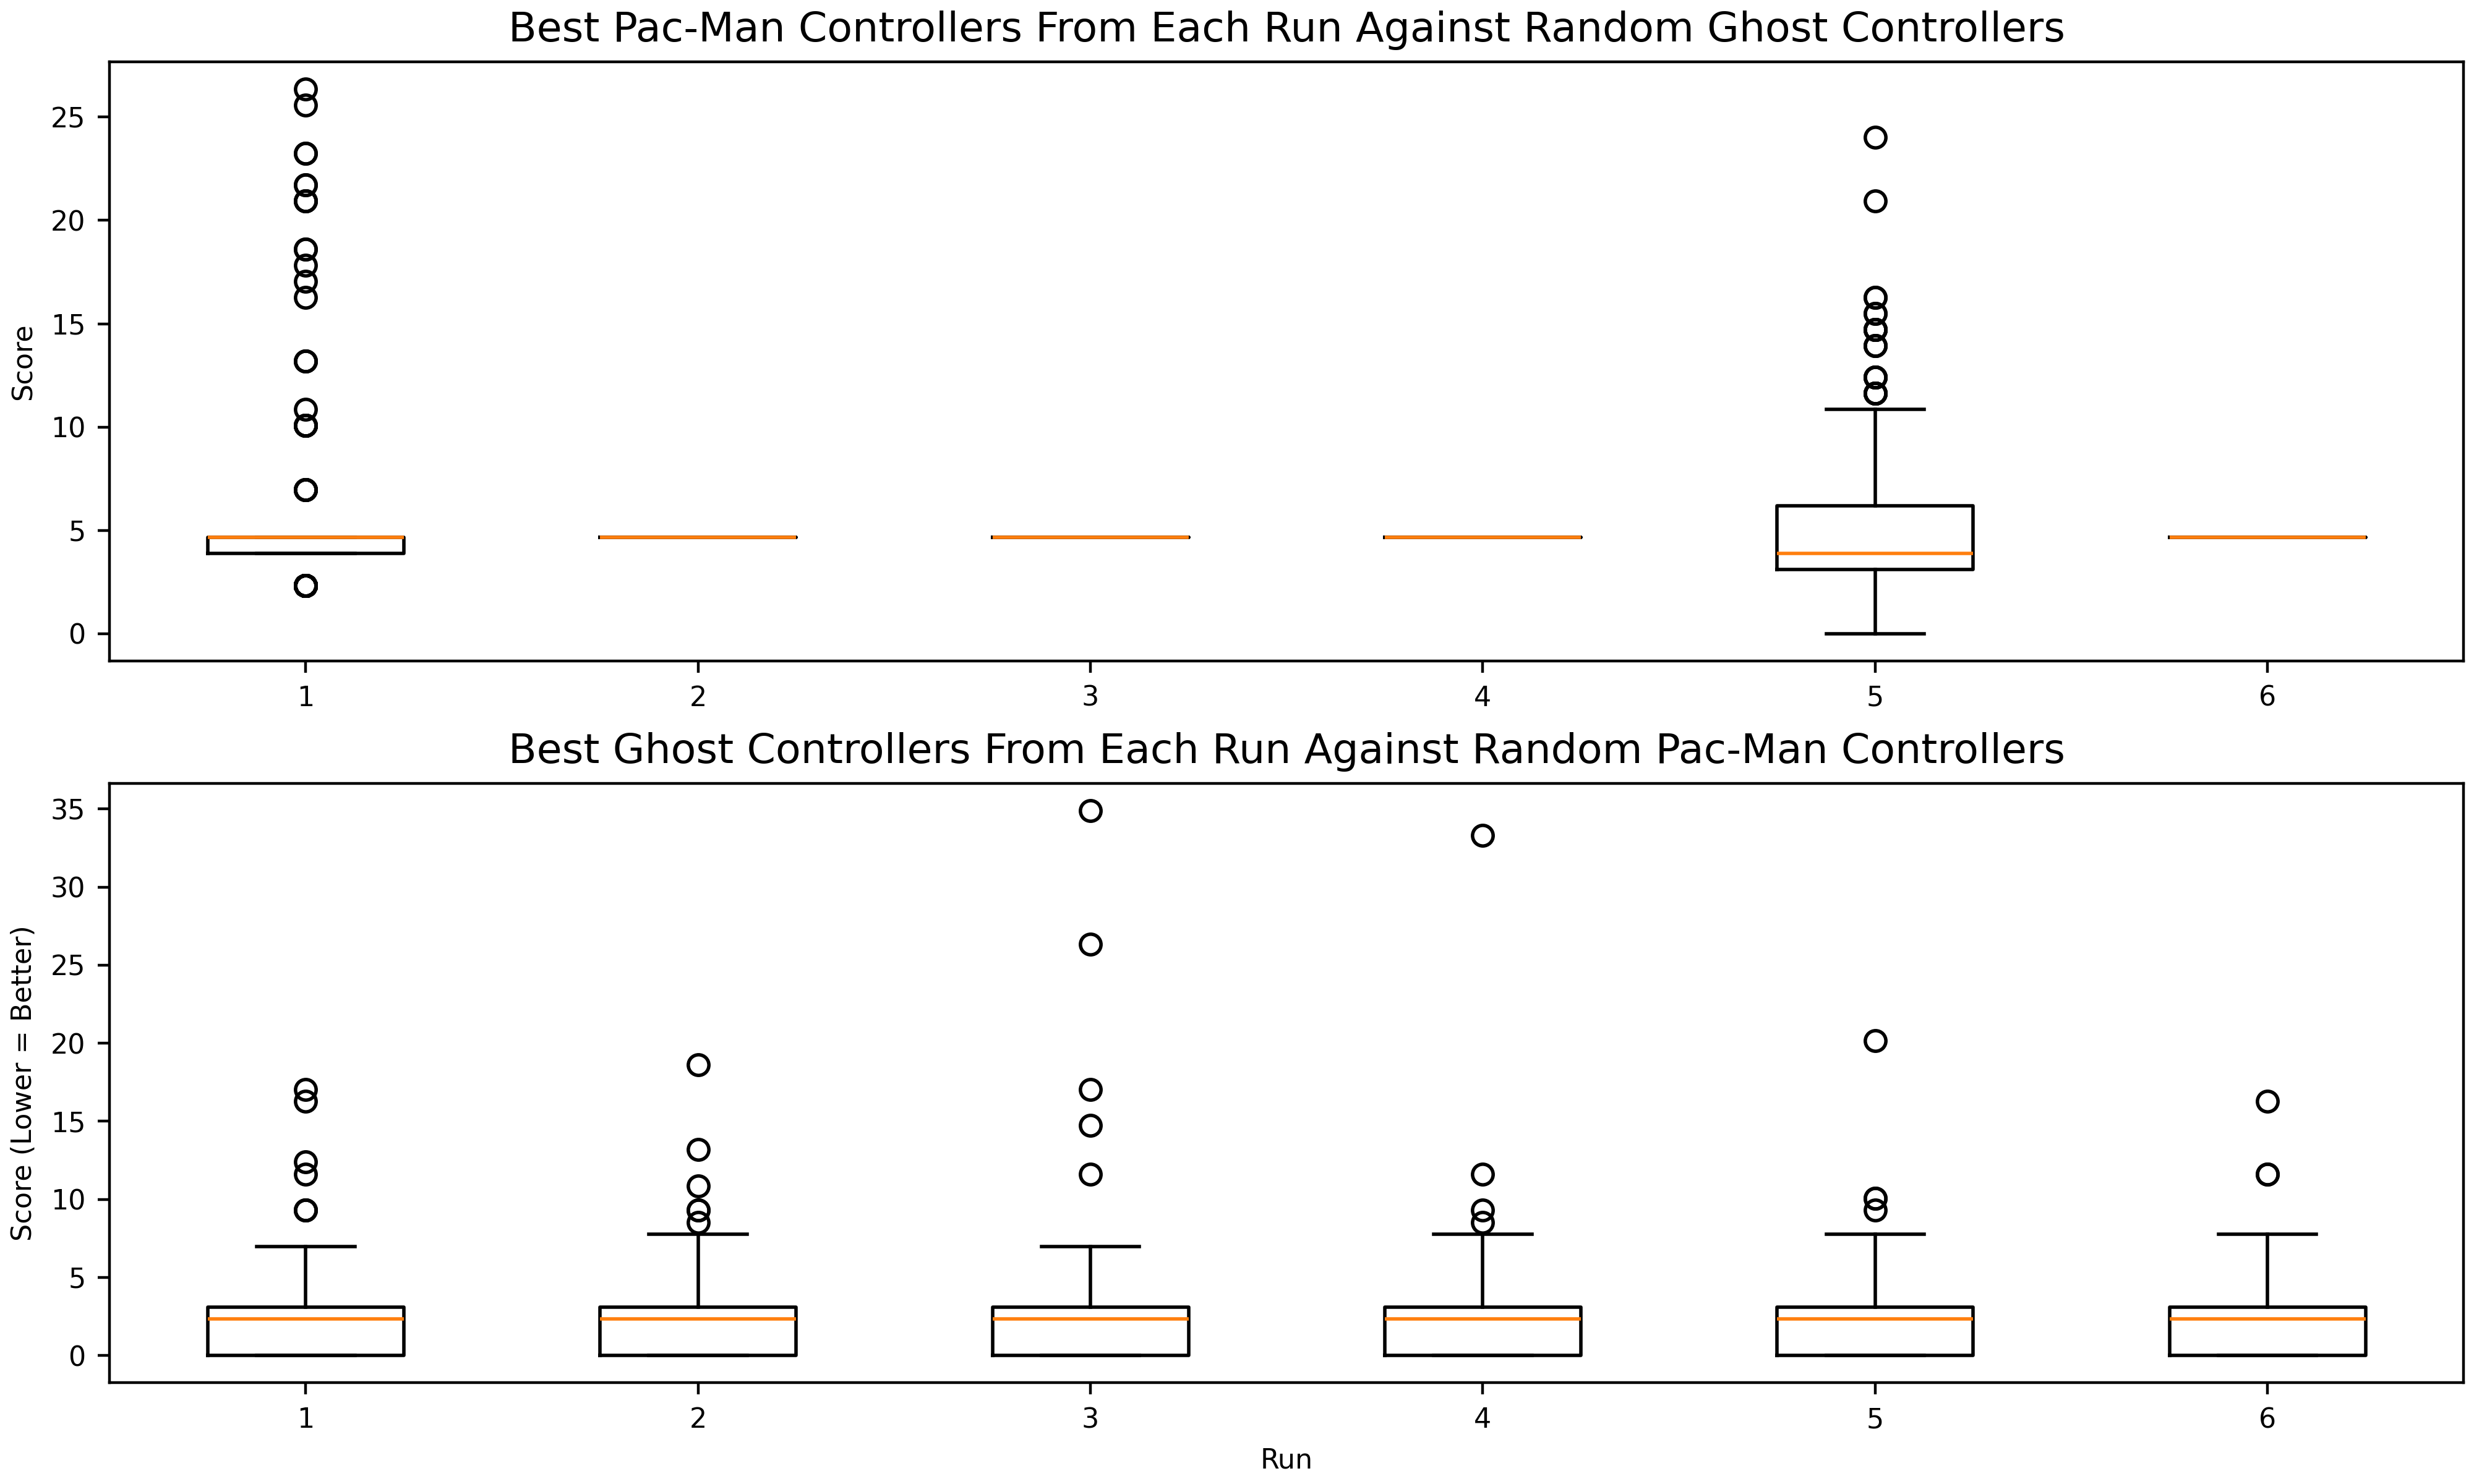 Best Pac-Man Controllers From Each Run Against Random Ghost Controllers
25
20
15
10
5
0
Score
1 2 3 4 5 6
Best Ghost Controllers From Each Run Against Random Pac-Man Controllers
35
30
25
20
15
10
5
0
Score (Lower = Better)
1 2 3 4 5 6
Run